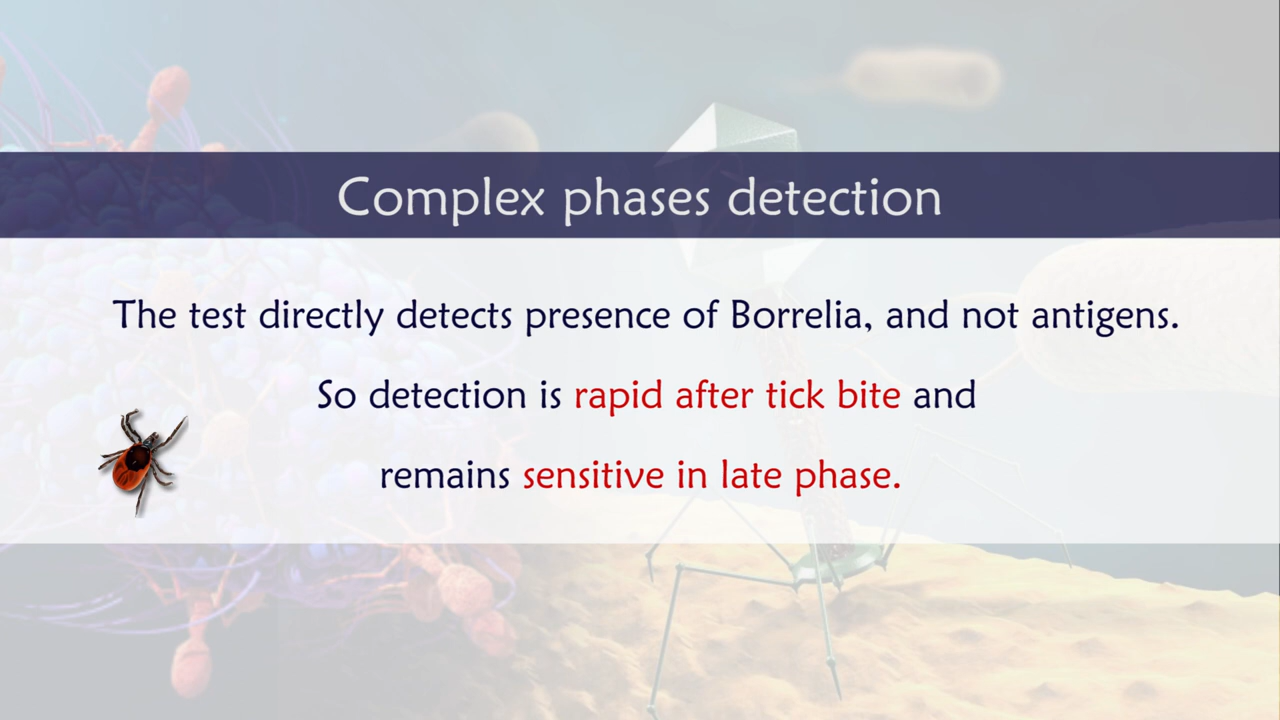 Complex phases detection
The test directly detects presence of Borrelia, and not antigens.
So detection is rapid after tick bite and
remains sensitive in late phase.